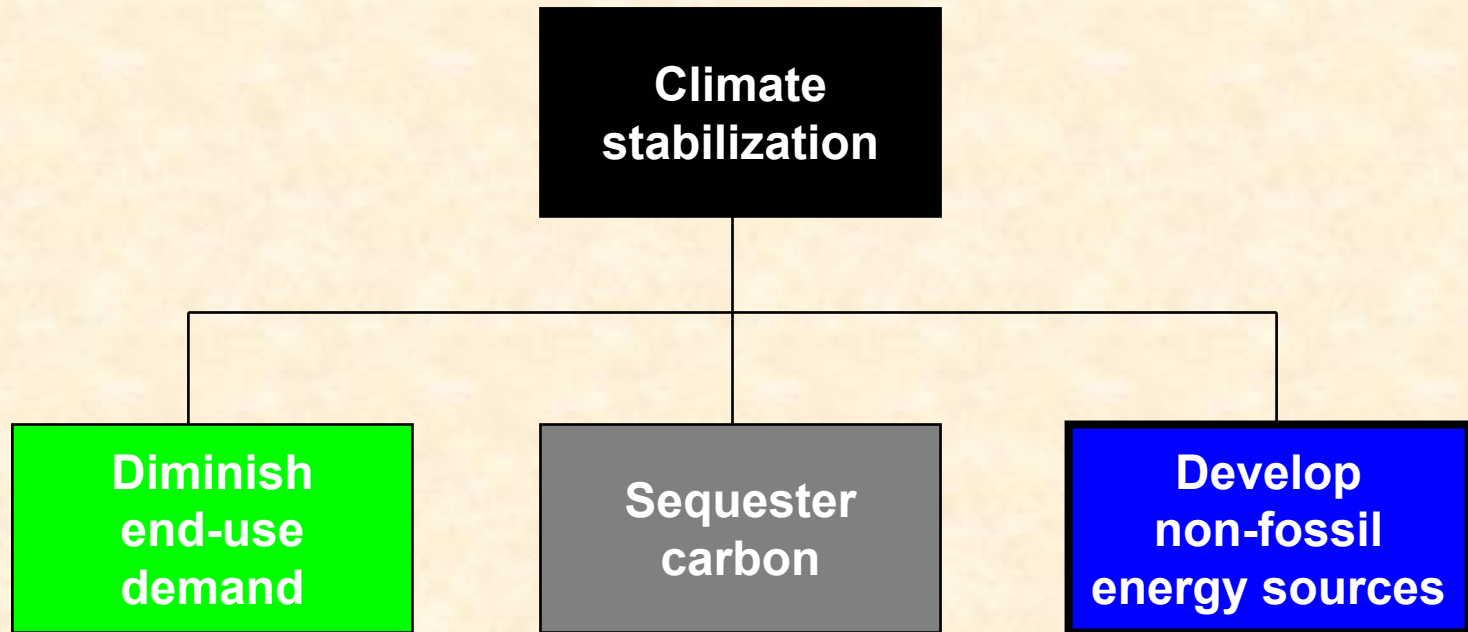 Climate
stabilization
Diminish
end-use
demand
Sequester
carbon
Develop
non-fossil
energy sources